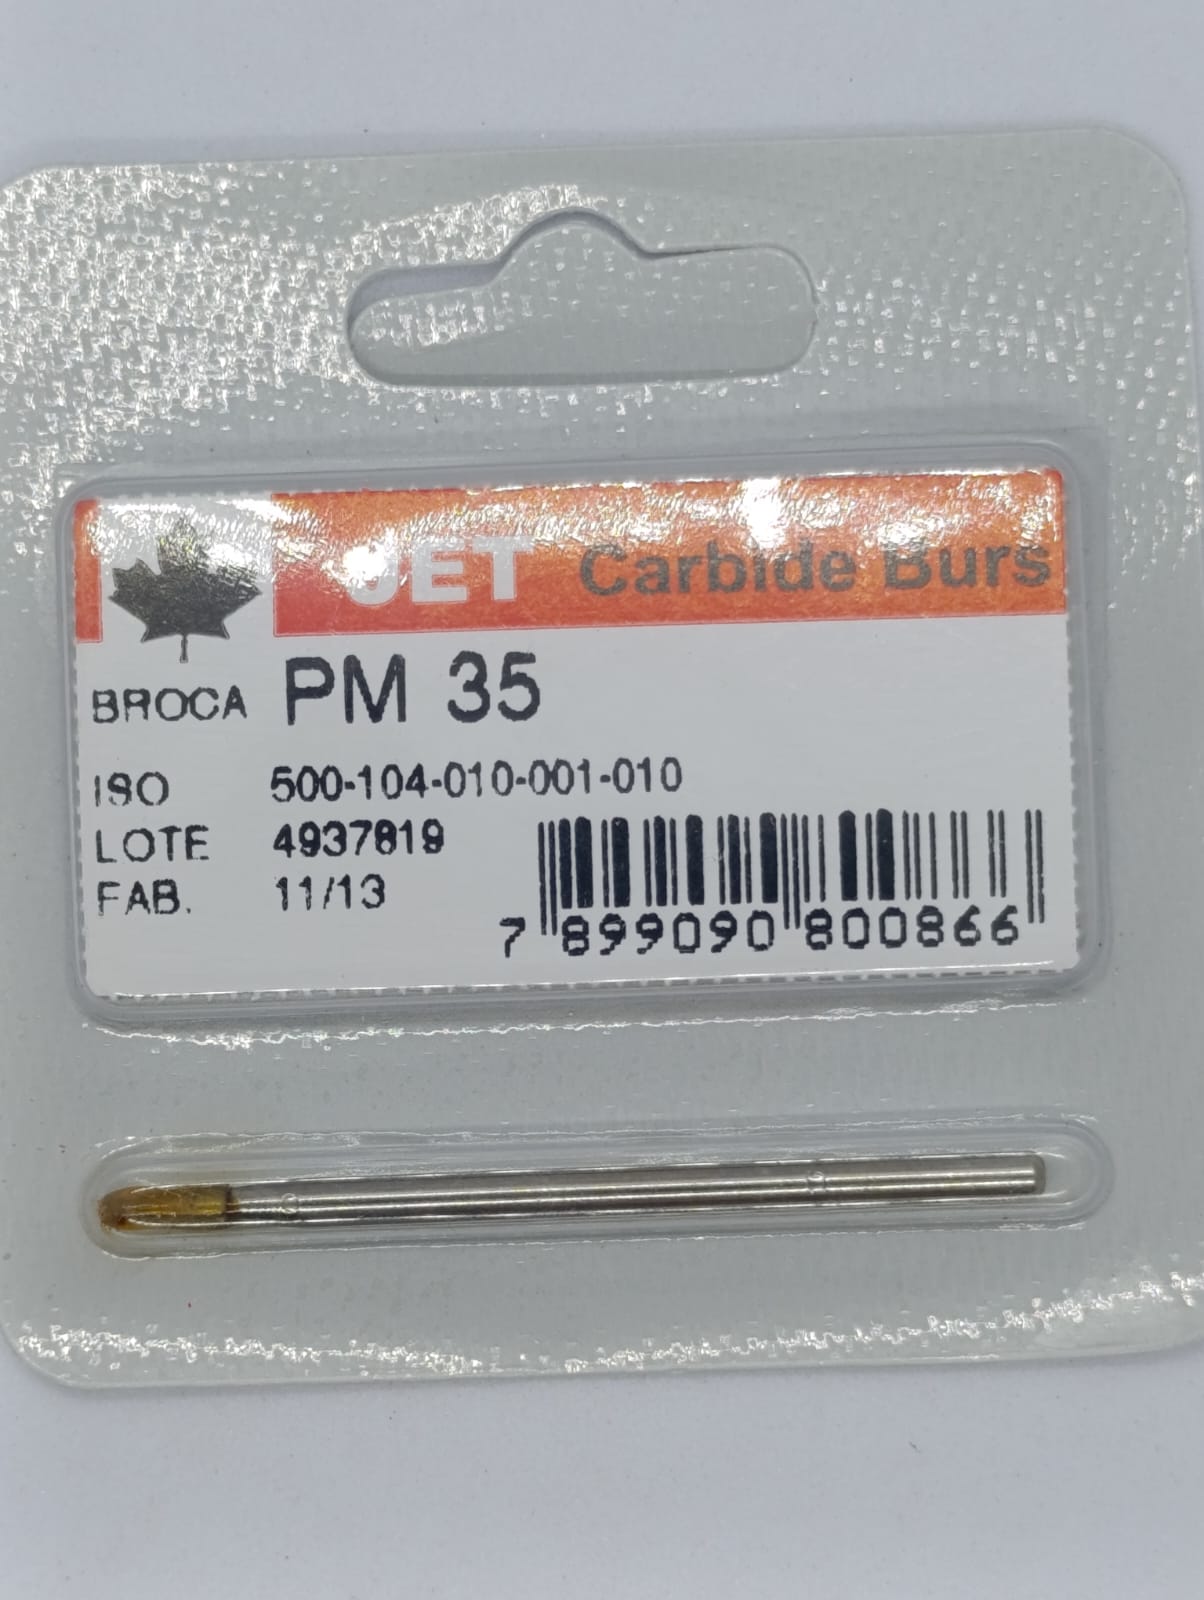 JET Carbide Burs
BROCA PM 35
ISO 500-104-010-001-010
LOTE 4937819
FAB. 11/13
7 899090 800866